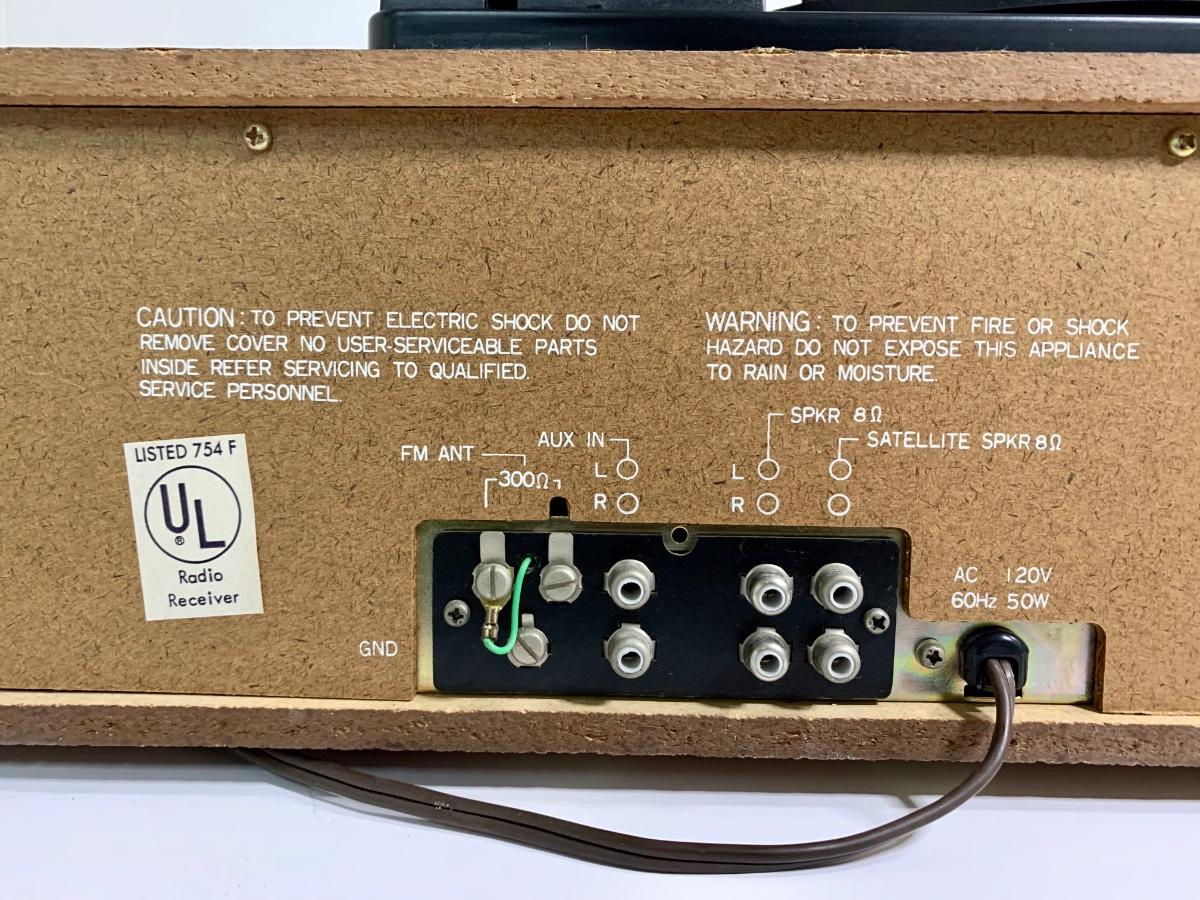 CAUTION: TO PREVENT ELECTRIC SHOCK DO NOT
REMOVE COVER NO USER-SERVICEABLE PARTS
INSIDE REFER SERVICING TO QUALIFIED.
SERVICE PERSONNEL.
WARNING: TO PREVENT FIRE OR SHOCK
HAZARD DO NOT EXPOSE THIS APPLIANCE
TO RAIN OR MOISTURE.
LISTED 754 F
UL
®
Radio
Receiver
FM ANT
300Ω
AUX IN
L
R
SPKR 8Ω
SATELLITE SPKR 8Ω
L
R
GND
AC 120V
60Hz 50W